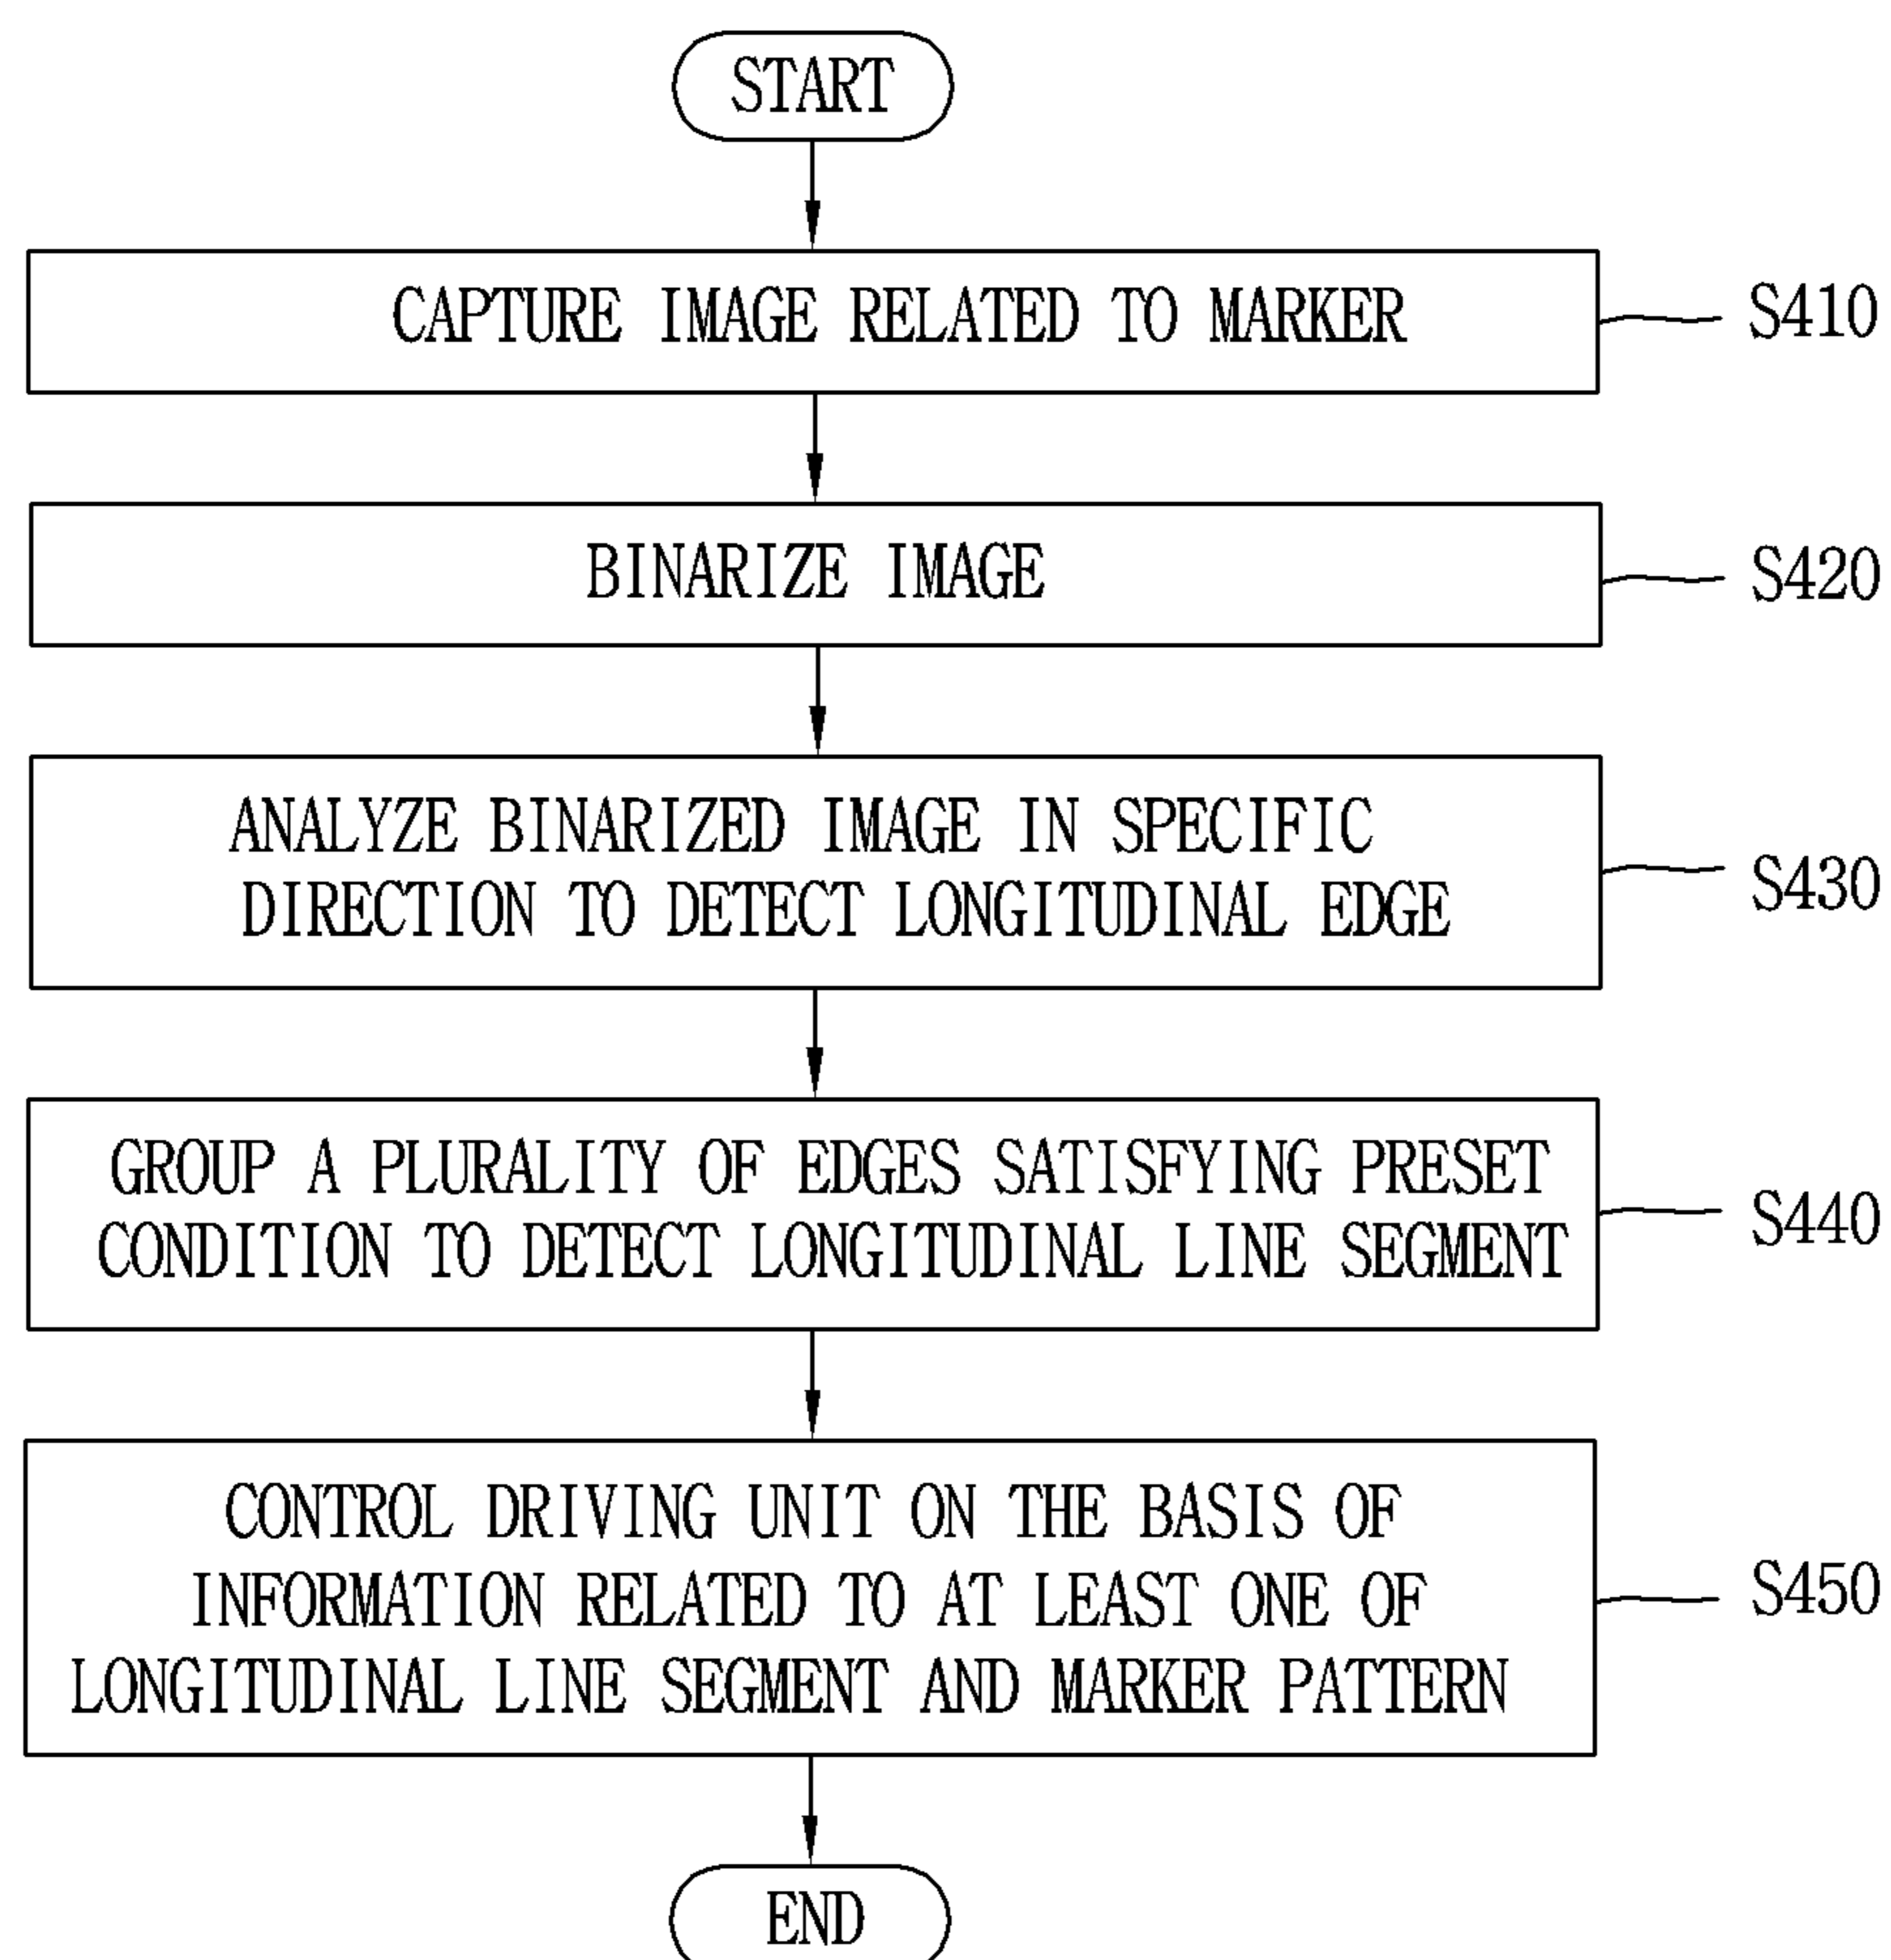 START
CAPTURE IMAGE RELATED TO MARKER
S410
BINARIZE IMAGE
S420
ANALYZE BINARIZED IMAGE IN SPECIFIC
DIRECTION TO DETECT LONGITUDINAL EDGE
S430
GROUP A PLURALITY OF EDGES SATISFYING PRESET
CONDITION TO DETECT LONGITUDINAL LINE SEGMENT
S440
CONTROL DRIVING UNIT ON THE BASIS OF
INFORMATION RELATED TO AT LEAST ONE OF
LONGITUDINAL LINE SEGMENT AND MARKER PATTERN
S450
END